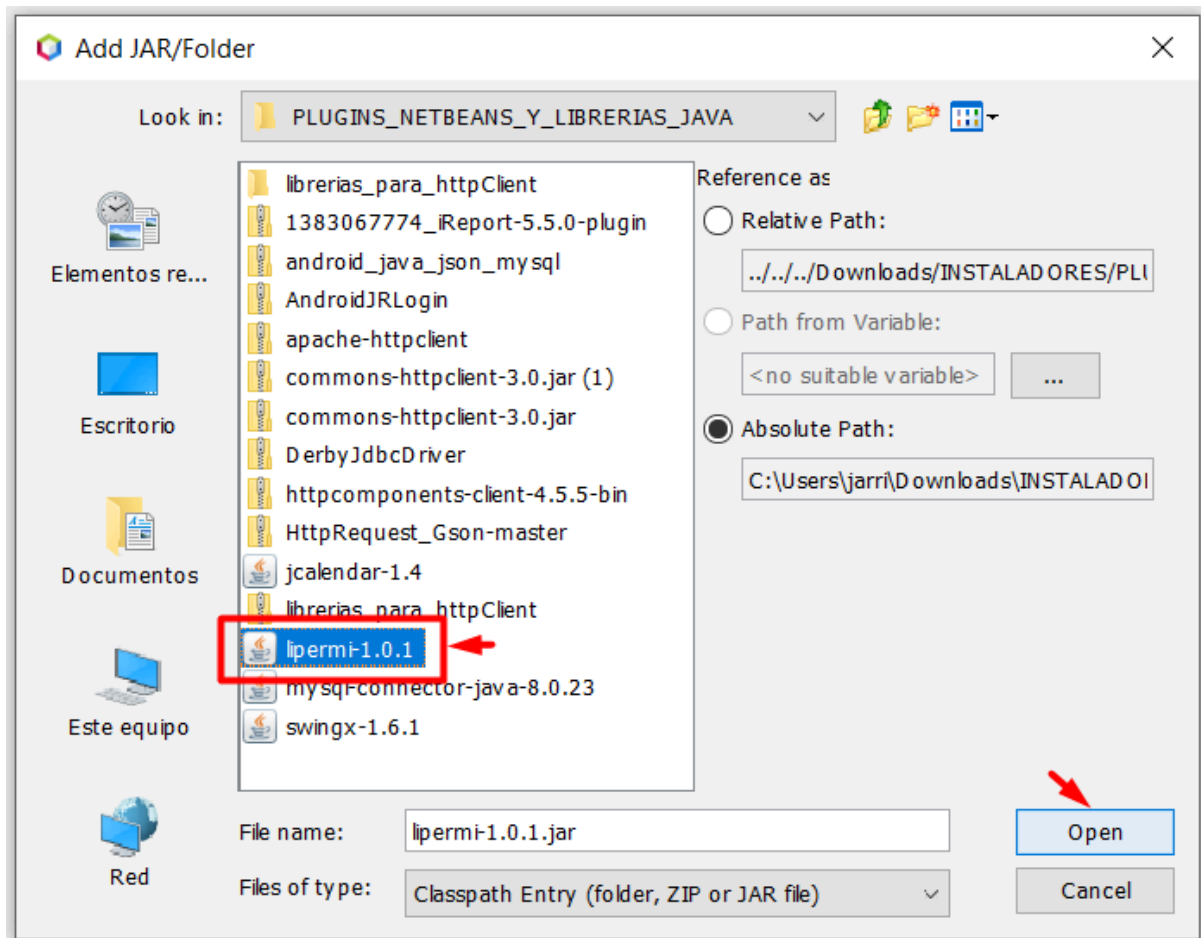 Add JAR/Folder
Look in:
PLUGINS_NETBEANS_Y_LIBRERIAS_JAVA
Elementos re...
Escritorio
Documentos
Este equipo
Red
librerias_para_httpClient
1383067774_iReport-5.5.0-plugin
android_java_json_mysql
AndroidJRLogin
apache-httpclient
commons-httpclient-3.0.jar (1)
commons-httpclient-3.0.jar
DerbyJdbcDriver
httpcomponents-client-4.5.5-bin
HttpRequest_Gson-master
jcalendar-1.4
librerias_para_httpClient
lipermi-1.0.1
mysql-connector-java-8.0.23
swingx-1.6.1
Reference as
Relative Path:
../../../Downloads/INSTALADORES/PLU
Path from Variable:
<no suitable variable>
...
Absolute Path:
C:\Users\jarri\Downloads\INSTALADOI
File name:
lipermi-1.0.1.jar
Open
Files of type:
Classpath Entry (folder, ZIP or JAR file)
Cancel